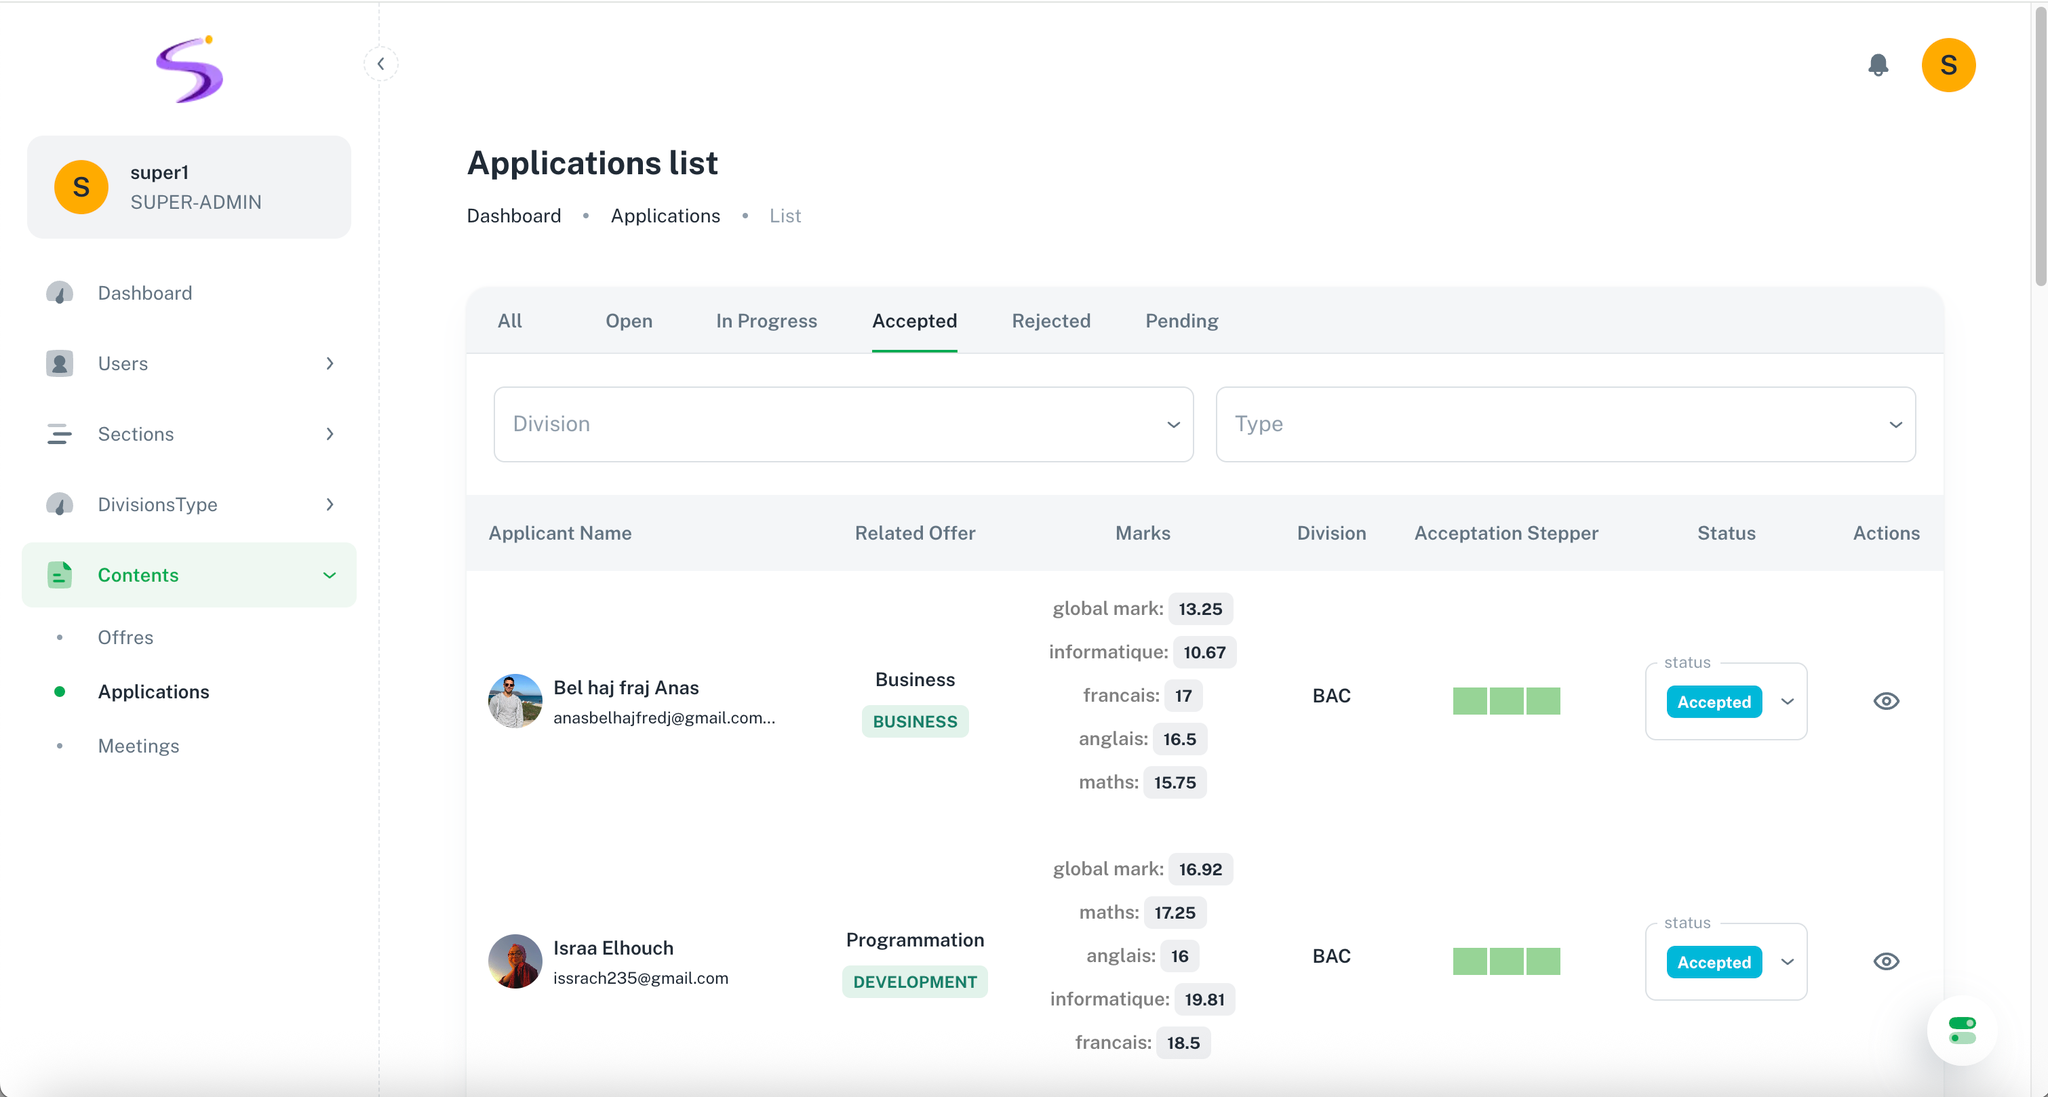 S
super1
SUPER-ADMIN
Dashboard
Users
Sections
DivisionsType
Contents
Offres
Applications
Meetings
S
Applications list
Dashboard • Applications • List
All Open In Progress Accepted Rejected Pending
Division Type
Applicant Name Related Offer Marks Division Acceptation Stepper Status Actions
Bel haj fraj Anas
anasbelhajfredj@gmail.com...
Business
BUSINESS
global mark: 13.25
informatique: 10.67
francais: 17
anglais: 16.5
maths: 15.75
BAC
status
Accepted
Israa Elhouch
issrach235@gmail.com
Programmation
DEVELOPMENT
global mark: 16.92
maths: 17.25
anglais: 16
informatique: 19.81
francais: 18.5
BAC
status
Accepted